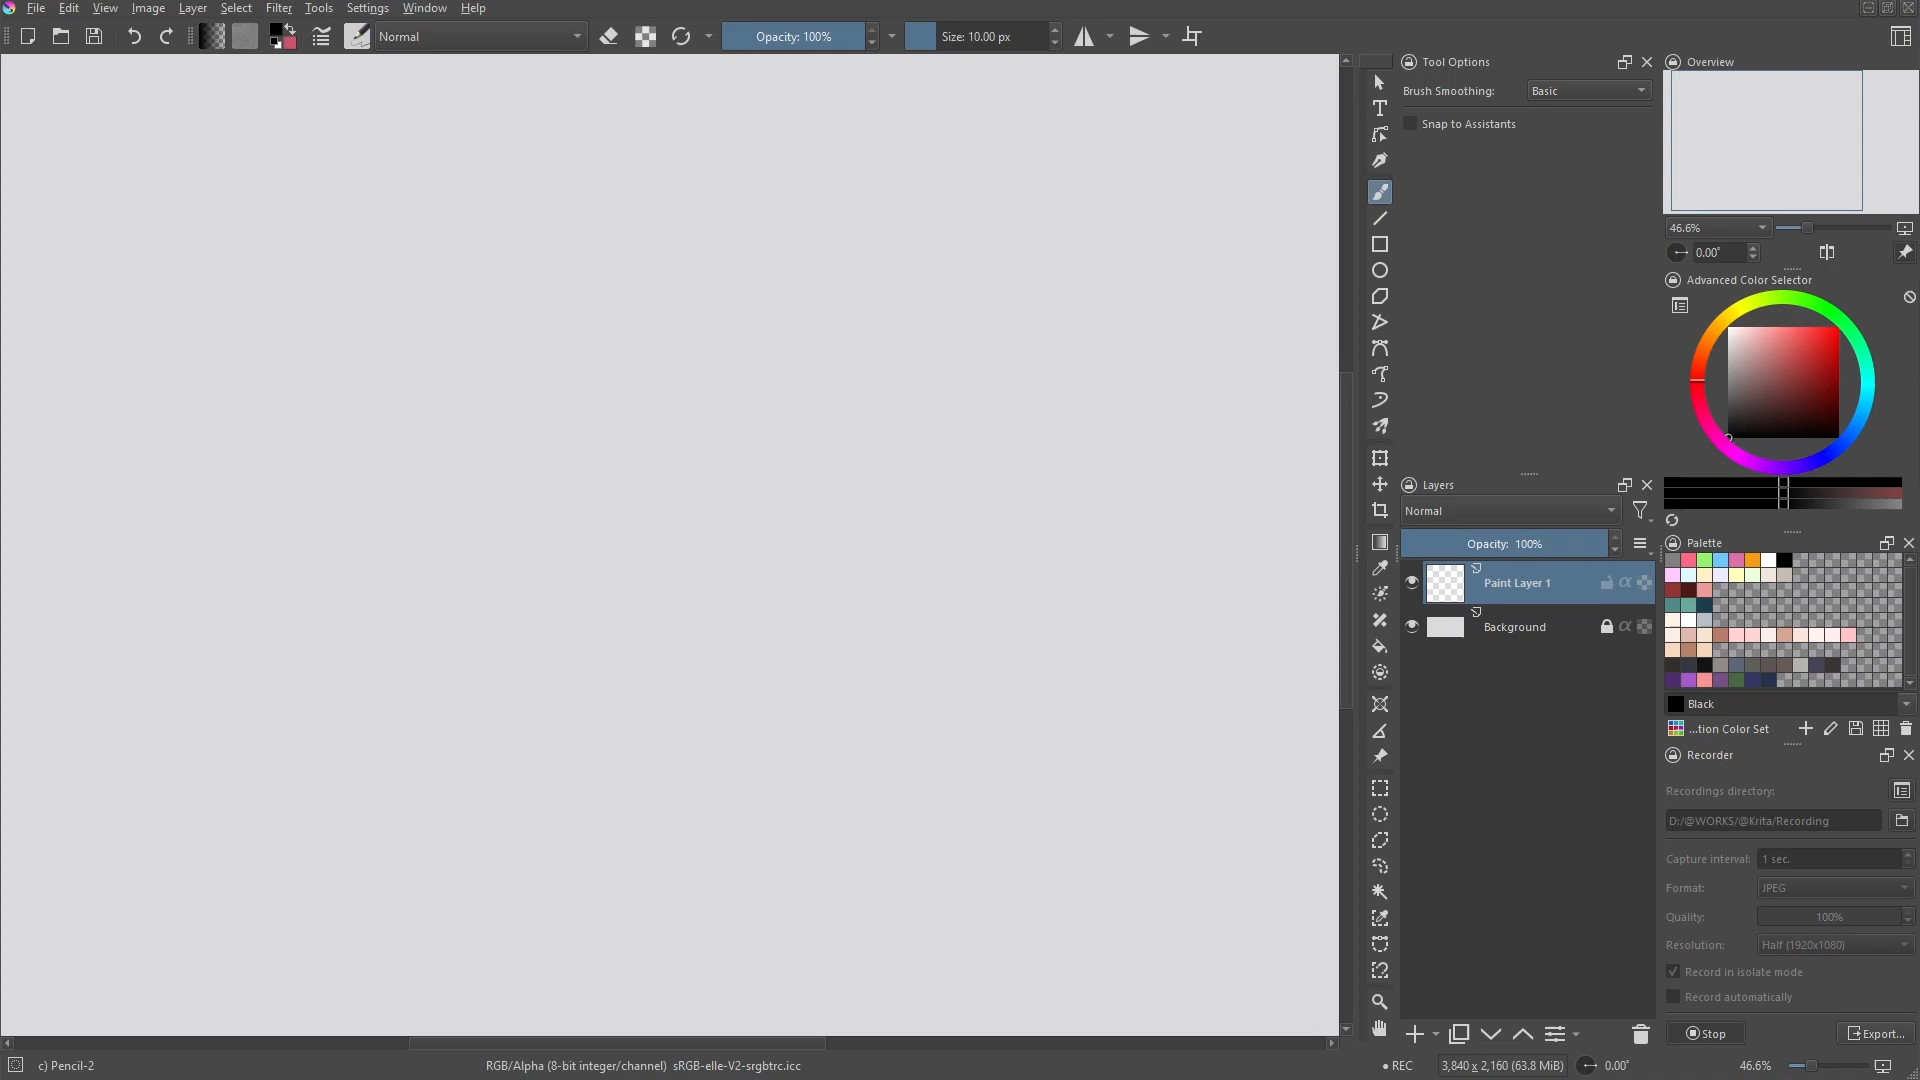 File Edit View Image Layer Select Filter Tools Settings Window Help
Normal Opacity: 100% Size: 10.00 px
Tool Options
Brush Smoothing: Basic
Snap to Assistants
Overview
46.6%
0.00°
Advanced Color Selector
Layers
Normal
Opacity: 100%
Paint Layer 1
Background
Palette
Black
...tion Color Set
Recorder
Recordings directory:
D:/@WORKS/@Krita/Recording
Capture interval: 1 sec.
Format: JPEG
Quality: 100%
Resolution: Half (1920x1080)
Record in isolate mode
Record automatically
Stop Export...
c) Pencil-2 RGB/Alpha (8-bit integer/channel) sRGB-elle-V2-srgbtrc.icc REC 3,840 x 2,160 (63.8 MiB) 0.00° 46.6%